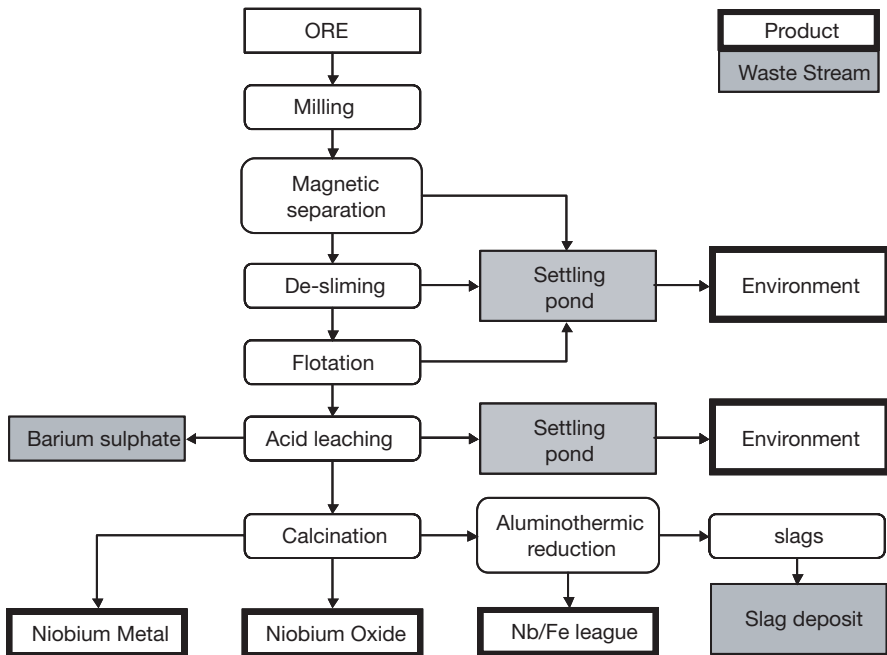 ORE
Product
Waste Stream
Milling
Magnetic
separation
De-sliming
Settling
pond
Environment
Flotation
Barium sulphate
Acid leaching
Settling
pond
Environment
Calcination
Aluminothermic
reduction
slags
Niobium Metal
Niobium Oxide
Nb/Fe league
Slag deposit